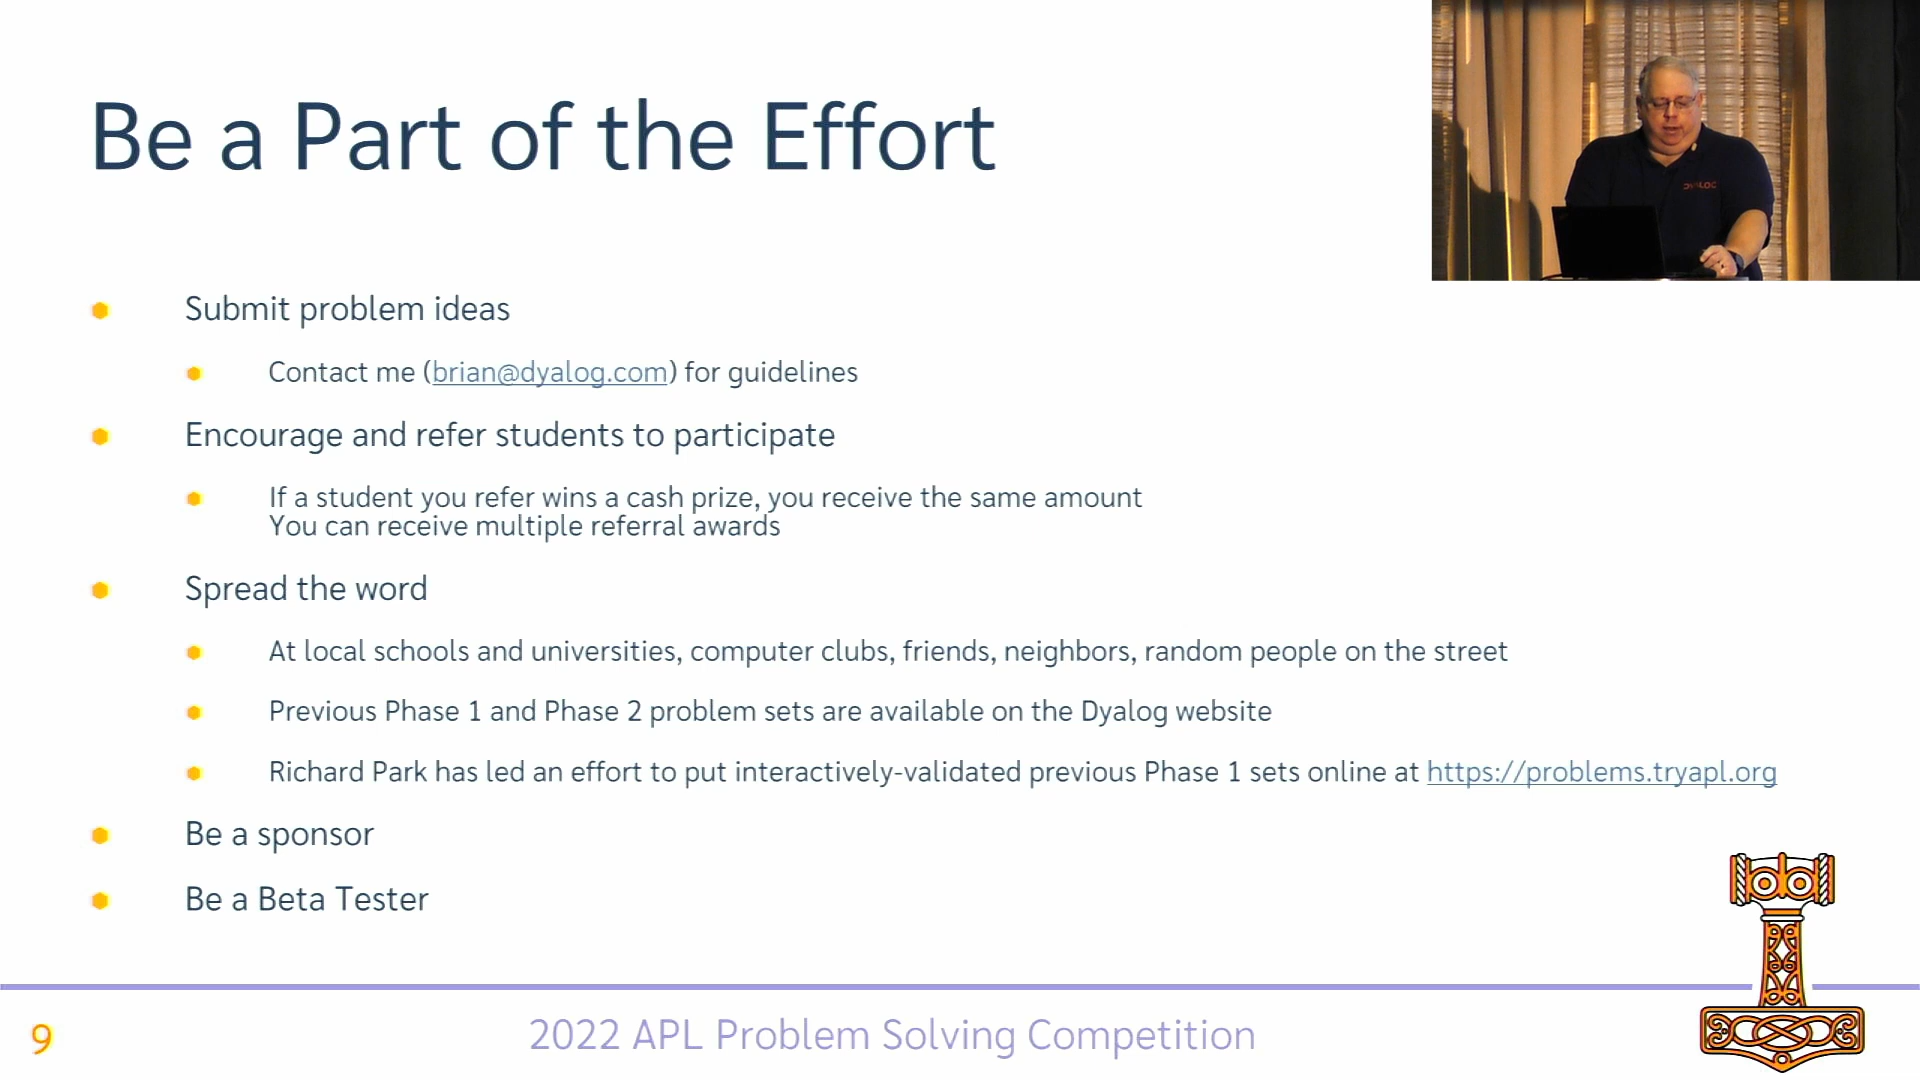 Be a Part of the Effort
DYALOG
Submit problem ideas
Contact me (brian@dyalog.com) for guidelines
Encourage and refer students to participate
If a student you refer wins a cash prize, you receive the same amount
You can receive multiple referral awards
Spread the word
At local schools and universities, computer clubs, friends, neighbors, random people on the street
Previous Phase 1 and Phase 2 problem sets are available on the Dyalog website
Richard Park has led an effort to put interactively-validated previous Phase 1 sets online at https://problems.tryapl.org
Be a sponsor
Be a Beta Tester
9
2022 APL Problem Solving Competition